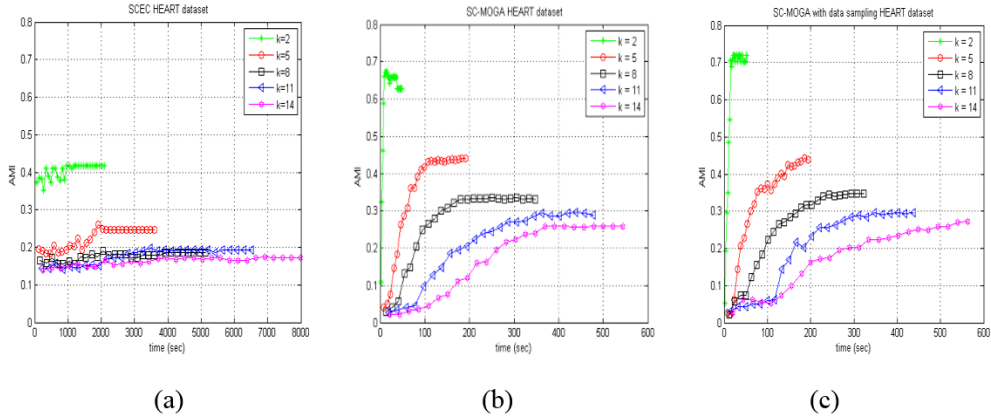 SCEC HEART dataset
k=2
k=5
k=8
k=11
k=14
0.8
0.7
0.6
0.5
0.4
0.3
0.2
0.1
0
AMI
0 1000 2000 3000 4000 5000 6000 7000 8000
time (sec)
(a)
SC-MOGA HEART dataset
k = 2
k = 5
k = 8
k = 11
k = 14
0.8
0.7
0.6
0.5
0.4
0.3
0.2
0.1
0
AMI
0 100 200 300 400 500 600
time (sec)
(b)
SC-MOGA with data sampling HEART dataset
k = 2
k = 5
k = 8
k = 11
k = 14
0.8
0.7
0.6
0.5
0.4
0.3
0.2
0.1
0
AMI
0 100 200 300 400 500 600
time (sec)
(c)